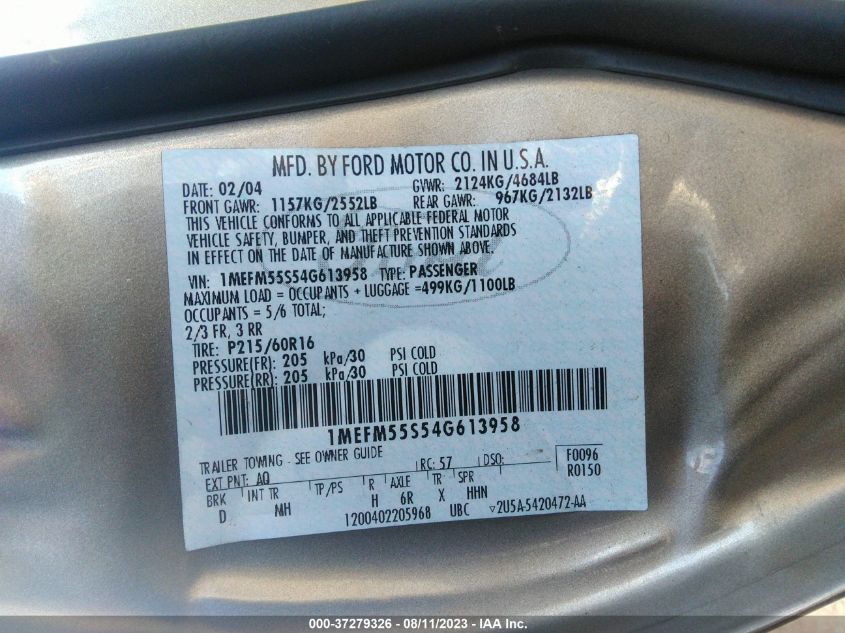 MFD. BY FORD MOTOR CO. IN U.S.A.
DATE: 02/04 GVWR: 2124KG/4684LB
FRONT GAWR: 1157KG/2552LB REAR GAWR: 967KG/2132LB
THIS VEHICLE CONFORMS TO ALL APPLICABLE FEDERAL MOTOR
VEHICLE SAFETY, BUMPER, AND THEFT PREVENTION STANDARDS
IN EFFECT ON THE DATE OF MANUFACTURE SHOWN ABOVE.
VIN: 1MEFM55S54G613958 TYPE: PASSENGER
MAXIMUM LOAD = OCCUPANTS + LUGGAGE =499KG/1100LB
OCCUPANTS = 5/6 TOTAL;
2/3 FR, 3 RR
TIRE: P215/60R16
PRESSURE(FR): 205 kPa/30 PSI COLD
PRESSURE(RR): 205 kPa/30 PSI COLD
1MEFM55S54G613958
TRAILER TOWING - SEE OWNER GUIDE
EXT PNT: AQ RC: 57 DSO: F0096
R0150
BRK INT TR TP/PS R AXLE TR SPR
D MH H 6R X HHN
1200402205968 UBC ▽2U5A-5420472-AA
000-37279326 - 08/11/2023 - IAA Inc.